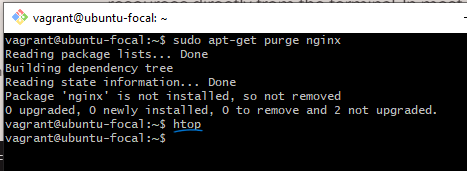 vagrant@ubuntu-focal: ~
vagrant@ubuntu-focal:~$ sudo apt-get purge nginx
Reading package lists... Done
Building dependency tree
Reading state information... Done
Package 'nginx' is not installed, so not removed
0 upgraded, 0 newly installed, 0 to remove and 2 not upgraded.
vagrant@ubuntu-focal:~$ htop
vagrant@ubuntu-focal:~$